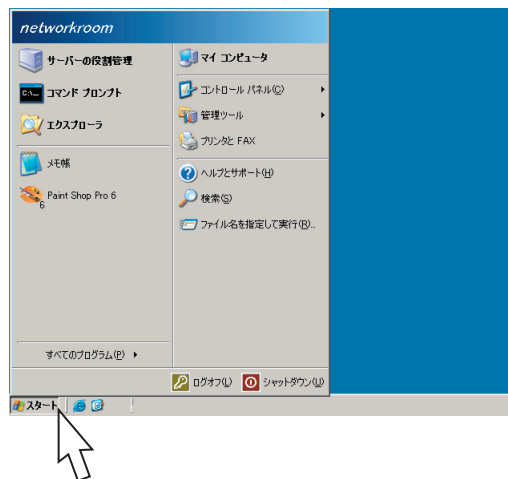 networkroom
サーバーの役割管理
コマンド プロンプト
エクスプローラ
メモ帳
Paint Shop Pro 6
6
すべてのプログラム(P)
マイ コンピュータ
コントロール パネル(C)
管理ツール
プリンタと FAX
ヘルプとサポート(H)
検索(S)
ファイル名を指定して実行(R)...
ログオフ(L)
シャットダウン(U)
スタート
C:\_